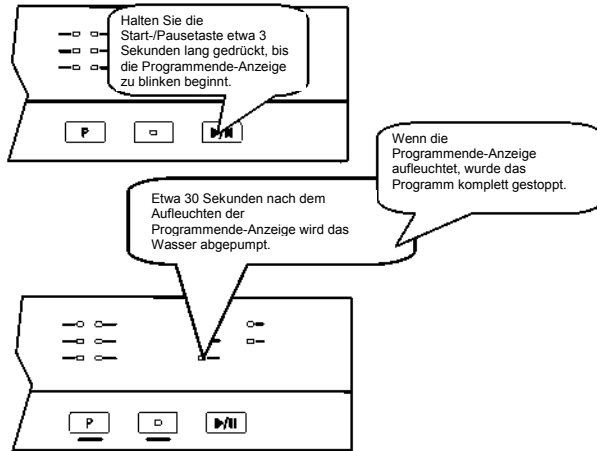 Halten Sie die
Start-/Pausetaste etwa 3
Sekunden lang gedrückt, bis
die Programmende-Anzeige
zu blinken beginnt.
P
Wenn die
Programmende-Anzeige
aufleuchtet, wurde das
Programm komplett gestoppt.
Etwa 30 Sekunden nach dem
Aufleuchten der
Programmende-Anzeige wird das
Wasser abgepumpt.
P